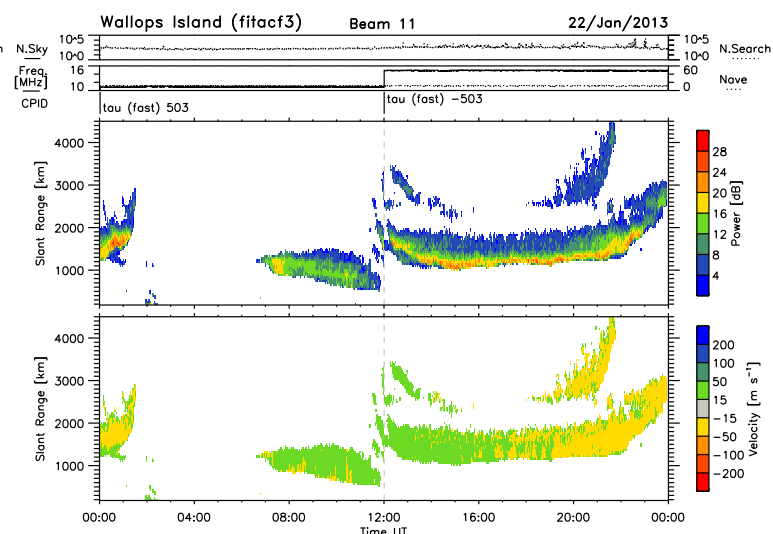 Wallops Island (fitacf3) Beam 11 22/Jan/2013
N.Sky 10^5 10^5 N.Search
10^0 10^0
Freq. 16 60 Nave
[MHz] 10 0
CPID tau (fast) 503 tau (fast) -503
Slant Range [km]
4000
3000
2000
1000
28
24
20
16
12
8
4
Power [dB]
Slant Range [km]
4000
3000
2000
1000
200
100
50
15
-15
-50
-100
-200
Velocity [m s⁻¹]
00:00 04:00 08:00 12:00 16:00 20:00 00:00
Time UT